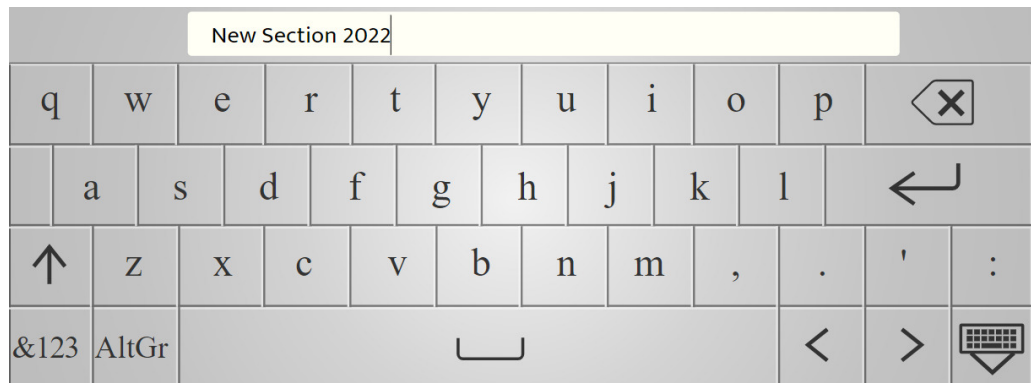 New Section 2022
q w e r t y u i o p
a s d f g h j k l
z x c v b n m , . ' :
&123 AltGr < >